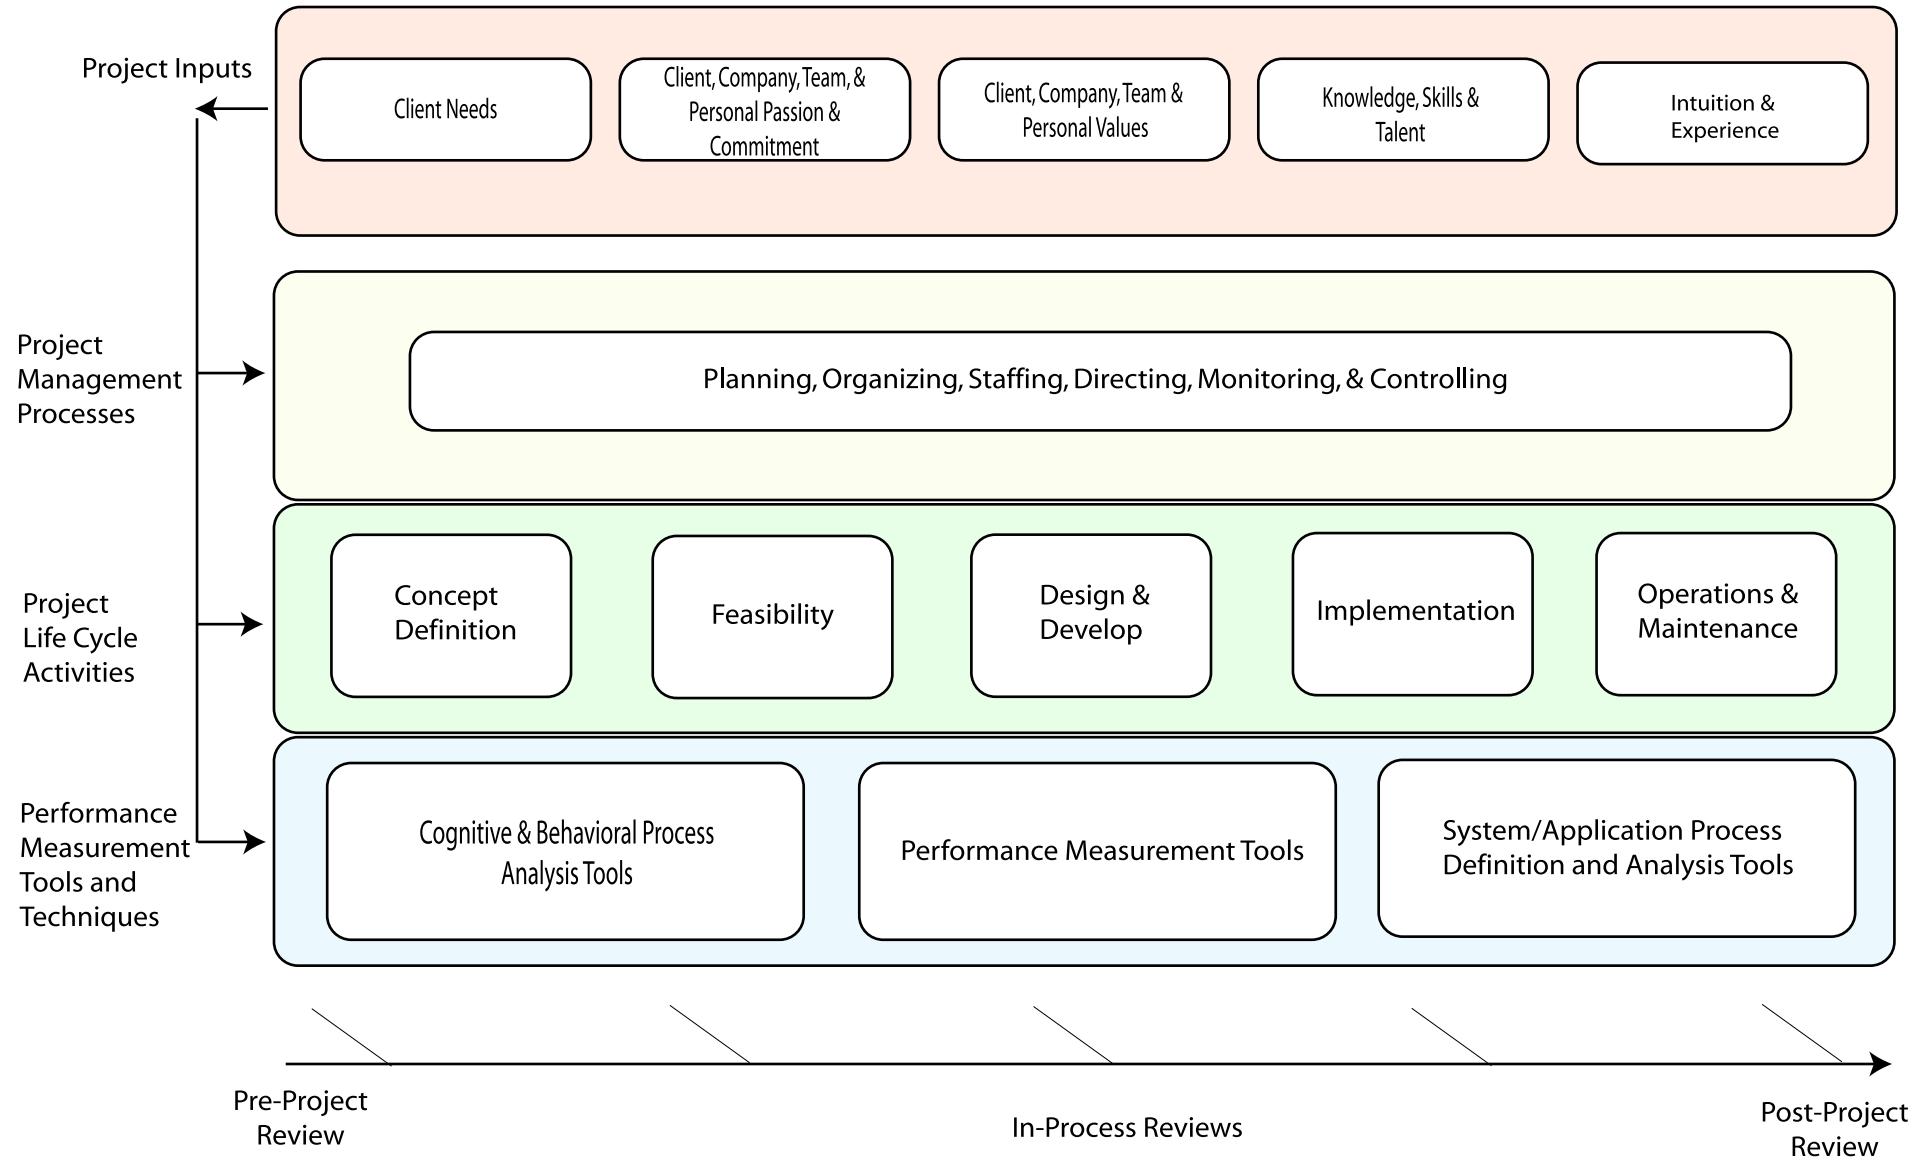 Project Inputs
Client Needs
Client, Company, Team, &
Personal Passion &
Commitment
Client, Company, Team &
Personal Values
Knowledge, Skills &
Talent
Intuition &
Experience
Project
Management
Processes
Planning, Organizing, Staffing, Directing, Monitoring, & Controlling
Project
Life Cycle
Activities
Concept
Definition
Feasibility
Design &
Develop
Implementation
Operations &
Maintenance
Performance
Measurement
Tools and
Techniques
Cognitive & Behavioral Process
Analysis Tools
Performance Measurement Tools
System/Application Process
Definition and Analysis Tools
Pre-Project
Review
In-Process Reviews
Post-Project
Review